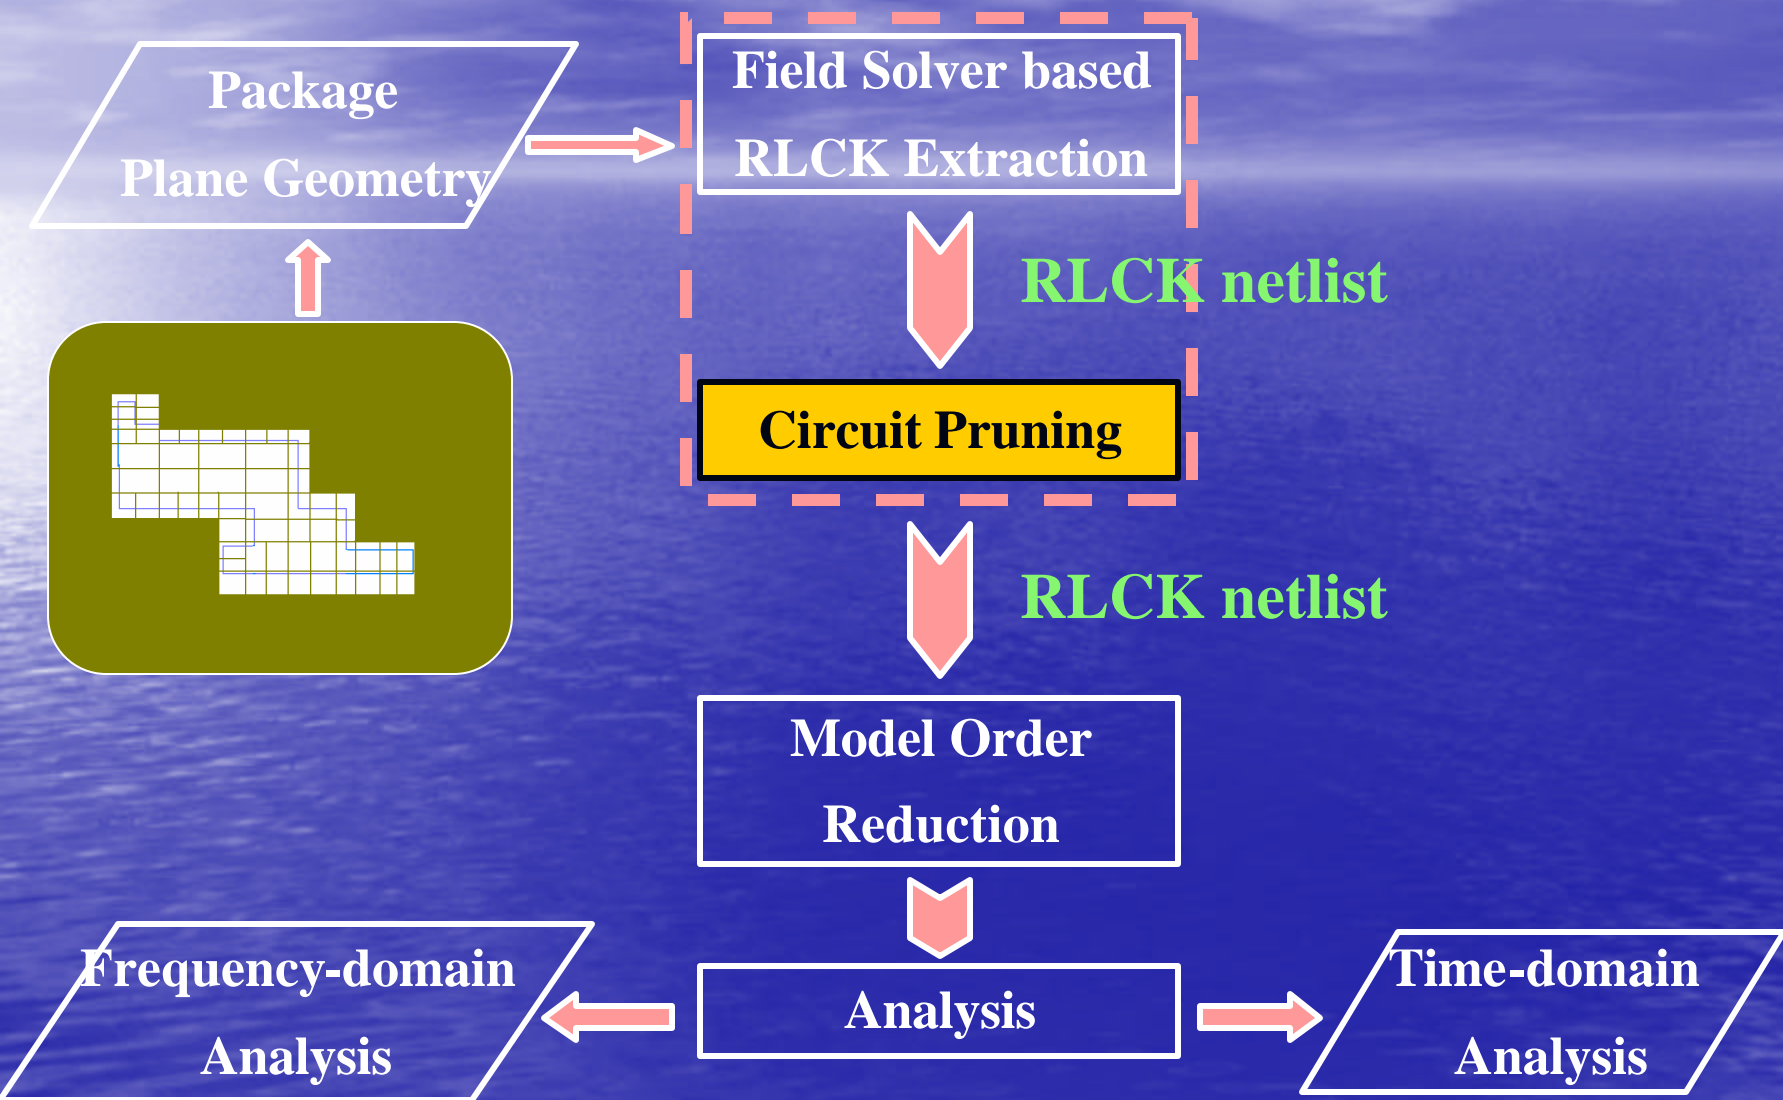 Package
Plane Geometry
Field Solver based
RLCK Extraction
RLCK netlist
Circuit Pruning
RLCK netlist
Model Order
Reduction
Analysis
Frequency-domain
Analysis
Time-domain
Analysis